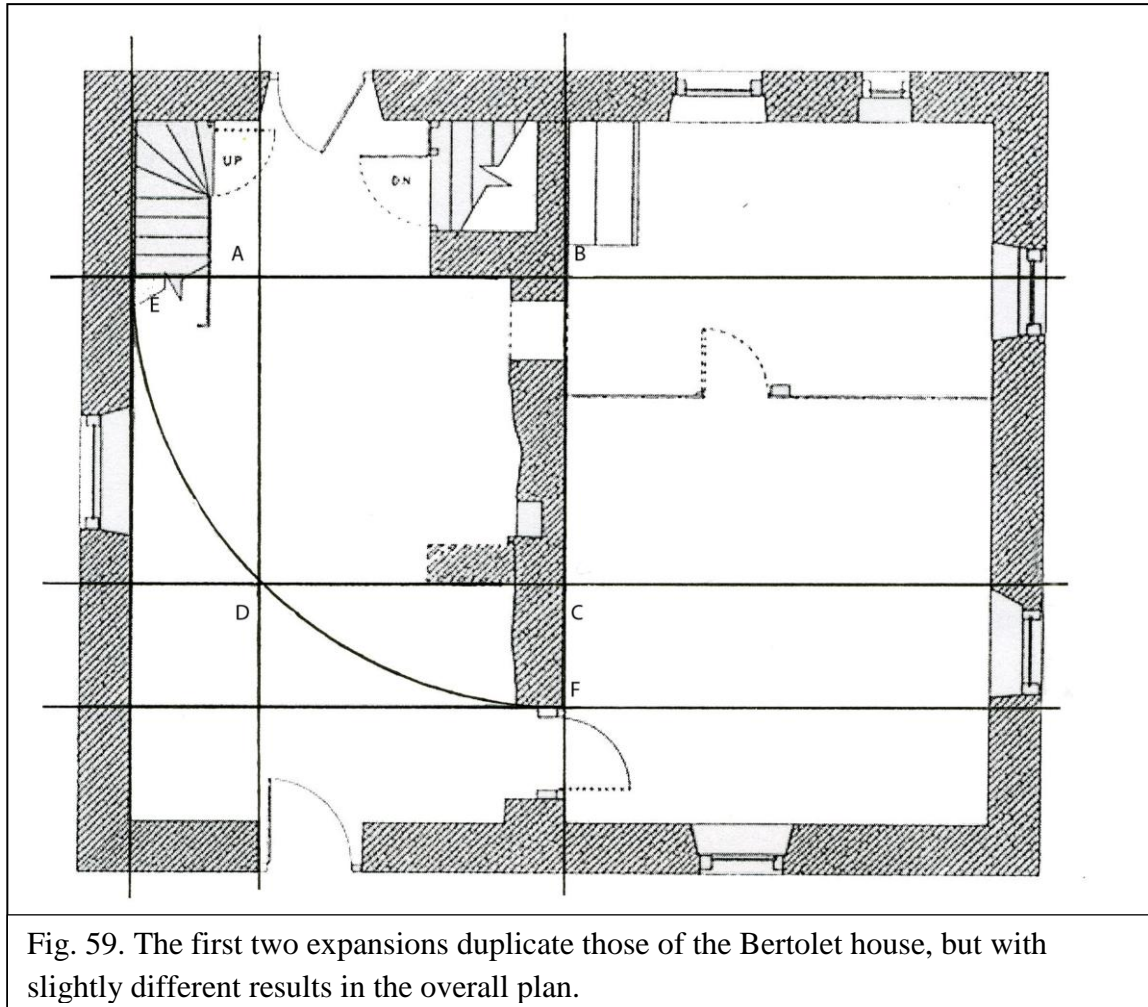 UP
DN
A
B
E
D
C
F
Fig. 59. The first two expansions duplicate those of the Bertolet house, but with
slightly different results in the overall plan.